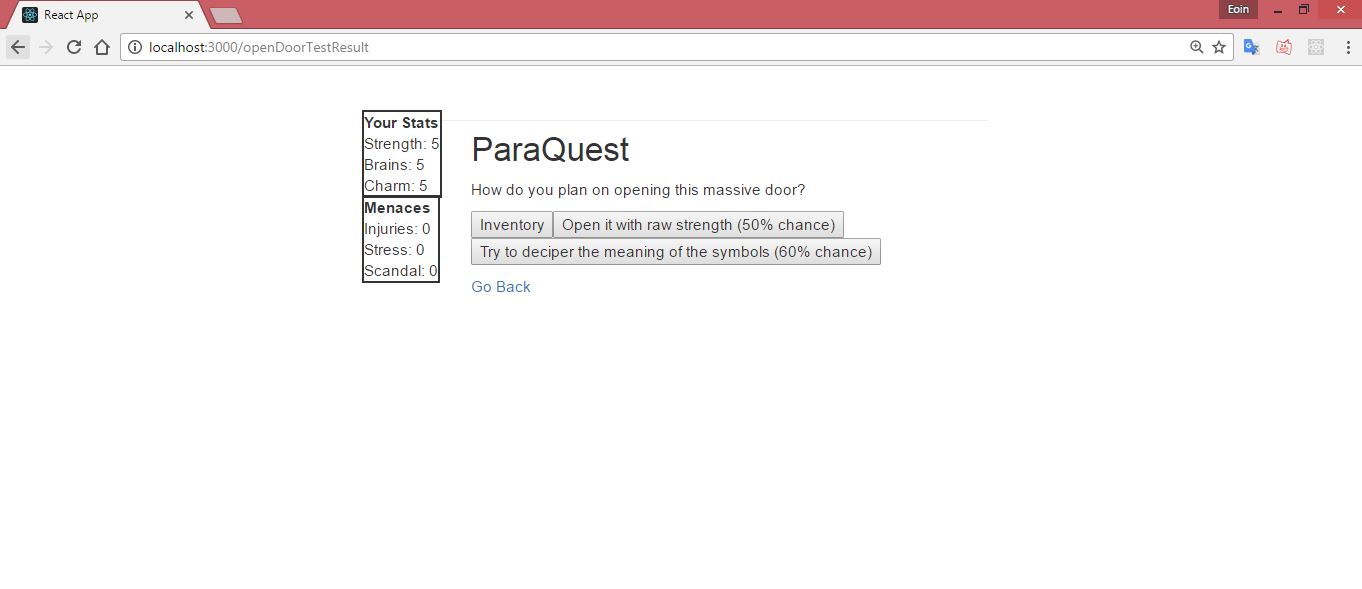 React App
Eoin
localhost:3000/openDoorTestResult
Your Stats
Strength: 5
Brains: 5
Charm: 5
Menaces
Injuries: 0
Stress: 0
Scandal: 0
ParaQuest
How do you plan on opening this massive door?
Inventory Open it with raw strength (50% chance)
Try to deciper the meaning of the symbols (60% chance)
Go Back